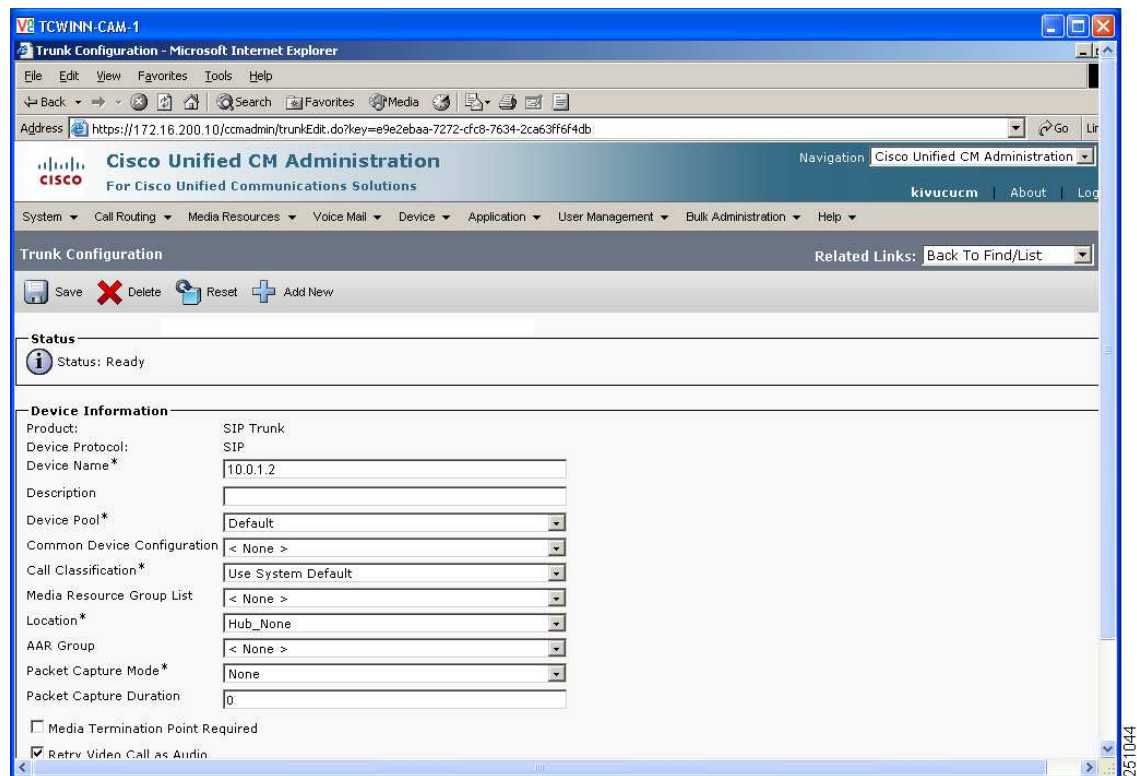 TCWINN-CAM-1
Trunk Configuration - Microsoft Internet Explorer
File Edit View Favorites Tools Help
Back Search Favorites Media
Address https://172.16.200.10/ccmadmin/trunkEdit.do?key=e9e2ebaa-7272-cfc8-7634-2ca63ff6f4db Go Lin
cisco Cisco Unified CM Administration Navigation Cisco Unified CM Administration
For Cisco Unified Communications Solutions kivucucm | About | Log
System Call Routing Media Resources Voice Mail Device Application User Management Bulk Administration Help
Trunk Configuration Related Links: Back To Find/List
Save Delete Reset Add New
Status
Status: Ready
Device Information
Product: SIP Trunk
Device Protocol: SIP
Device Name* 10.0.1.2
Description
Device Pool* Default
Common Device Configuration < None >
Call Classification* Use System Default
Media Resource Group List < None >
Location* Hub_None
AAR Group < None >
Packet Capture Mode* None
Packet Capture Duration 0
Media Termination Point Required
Retry Video Call as Audio
251044